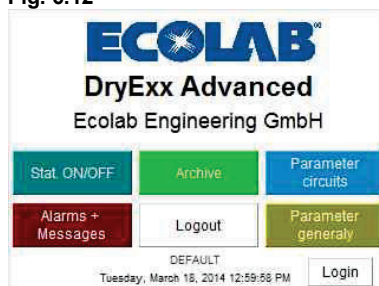 Fig. 6.12
ECOLAB®
DryExx Advanced
Ecolab Engineering GmbH
Stat. ON/OFF
Archive
Parameter
circuits
Alarms +
Messages
Logout
Parameter
generaly
DEFAULT
Tuesday, March 18, 2014 12:59:58 PM
Login